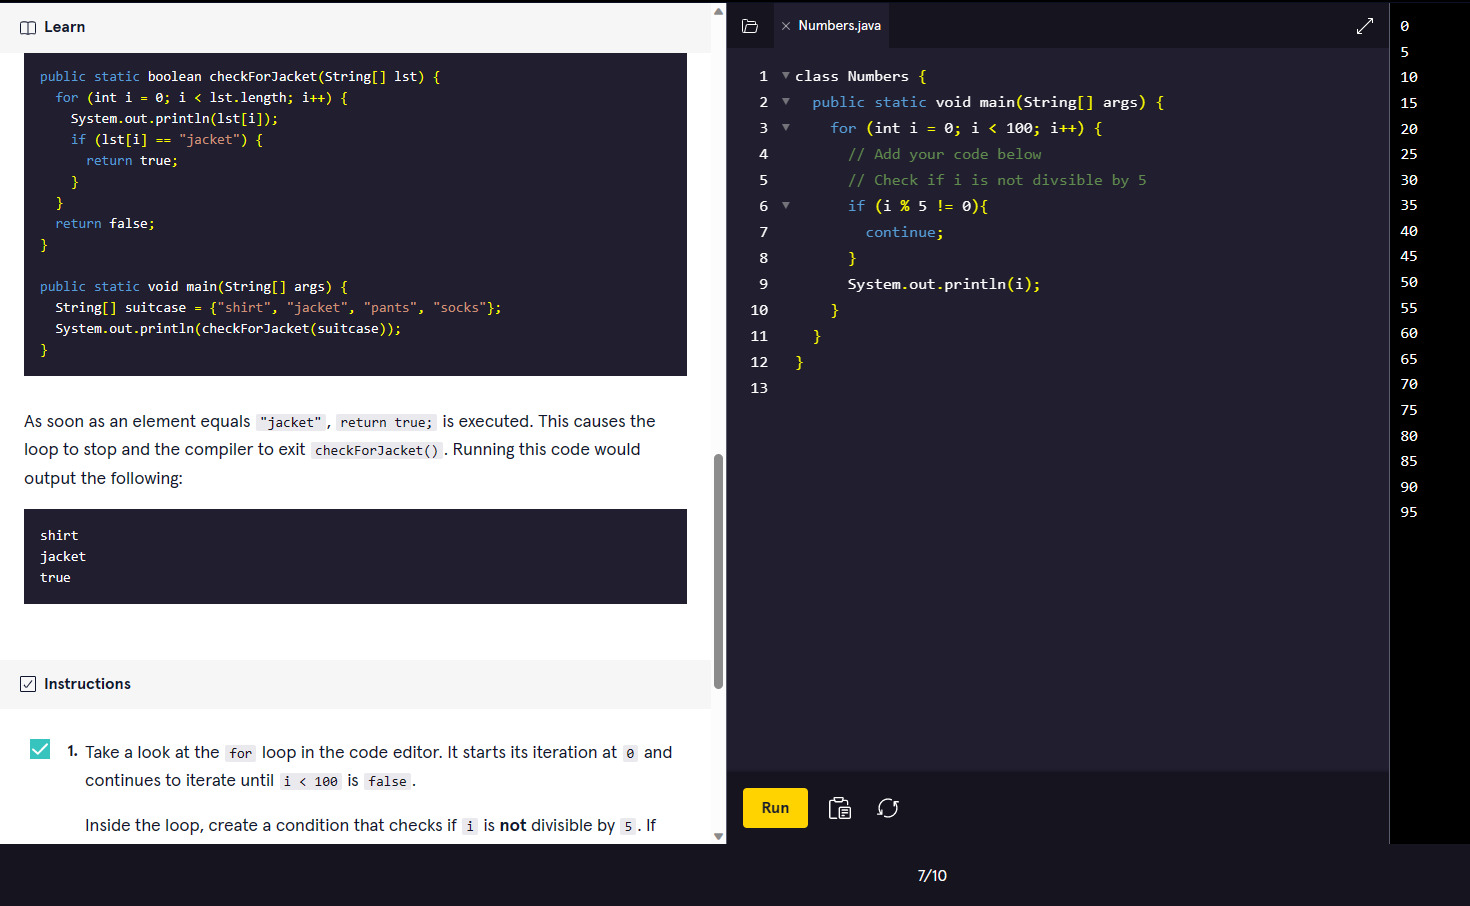 Learn
public static boolean checkForJacket(String[] lst) {
  for (int i = 0; i < lst.length; i++) {
    System.out.println(lst[i]);
    if (lst[i] == "jacket") {
      return true;
    }
  }
  return false;
}
public static void main(String[] args) {
  String[] suitcase = {"shirt", "jacket", "pants", "socks"};
  System.out.println(checkForJacket(suitcase));
}
As soon as an element equals "jacket", return true; is executed. This causes the
loop to stop and the compiler to exit checkForJacket(). Running this code would
output the following:
shirt
jacket
true
Instructions
1. Take a look at the for loop in the code editor. It starts its iteration at 0 and
continues to iterate until i < 100 is false.
Inside the loop, create a condition that checks if i is not divisible by 5. If
× Numbers.java
1 class Numbers {
2   public static void main(String[] args) {
3     for (int i = 0; i < 100; i++) {
4       // Add your code below
5       // Check if i is not divsible by 5
6       if (i % 5 != 0){
7         continue;
8       }
9       System.out.println(i);
10     }
11   }
12 }
13
Run
0
5
10
15
20
25
30
35
40
45
50
55
60
65
70
75
80
85
90
95
7/10